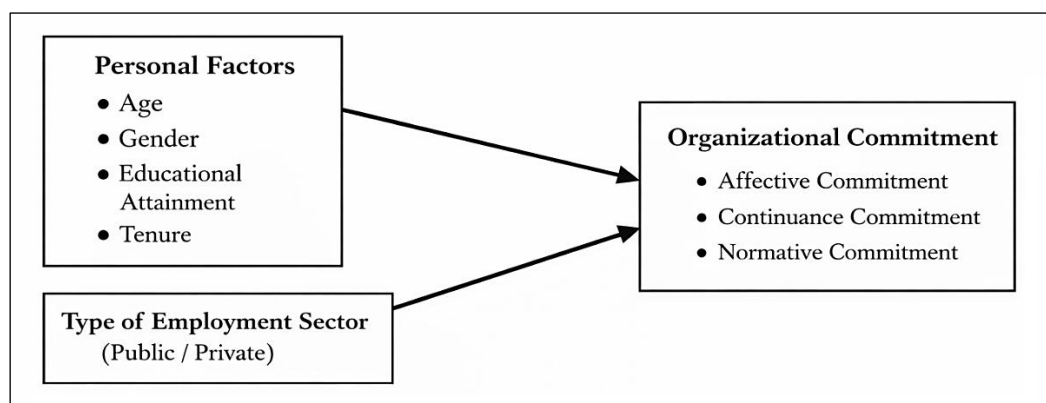 Personal Factors
• Age
• Gender
• Educational
Attainment
• Tenure
Type of Employment Sector
(Public / Private)
Organizational Commitment
• Affective Commitment
• Continuance Commitment
• Normative Commitment